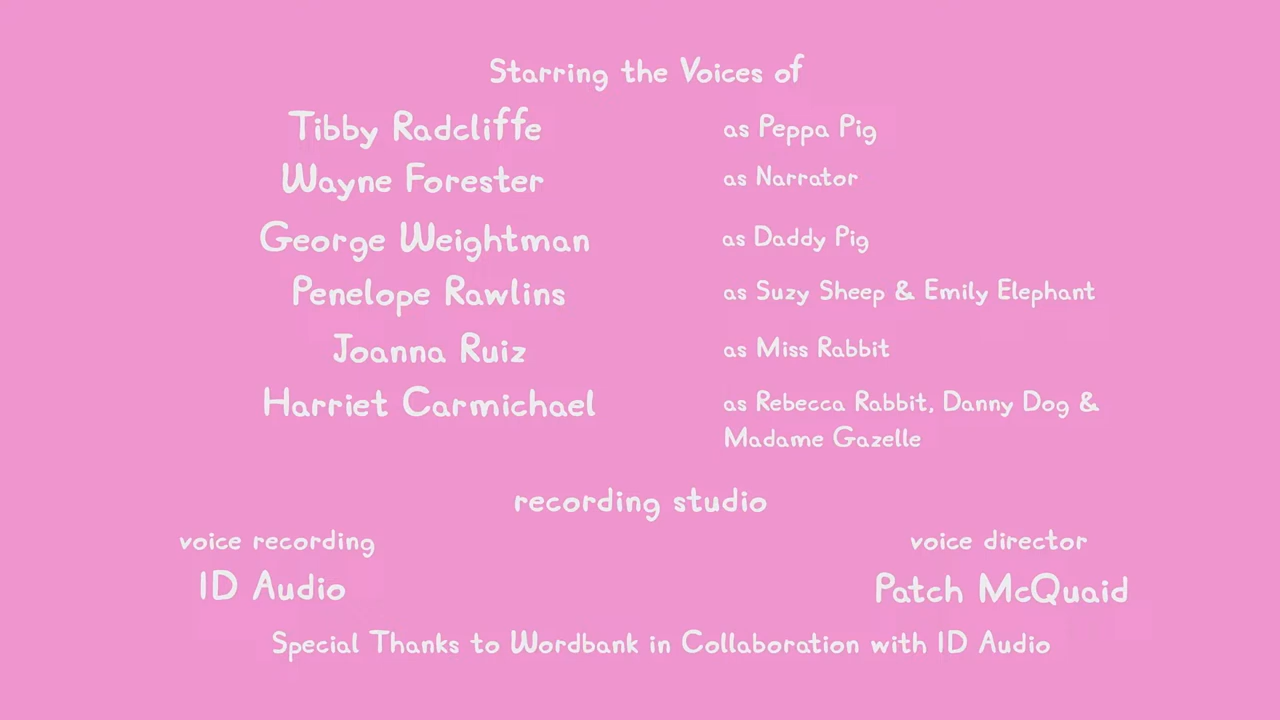 Starring the Voices of
Tibby Radcliffe as Peppa Pig
Wayne Forester as Narrator
George Weightman as Daddy Pig
Penelope Rawlins as Suzy Sheep & Emily Elephant
Joanna Ruiz as Miss Rabbit
Harriet Carmichael as Rebecca Rabbit, Danny Dog &
Madame Gazelle
recording studio
voice recording voice director
ID Audio Patch McQuaid
Special Thanks to Wordbank in Collaboration with ID Audio